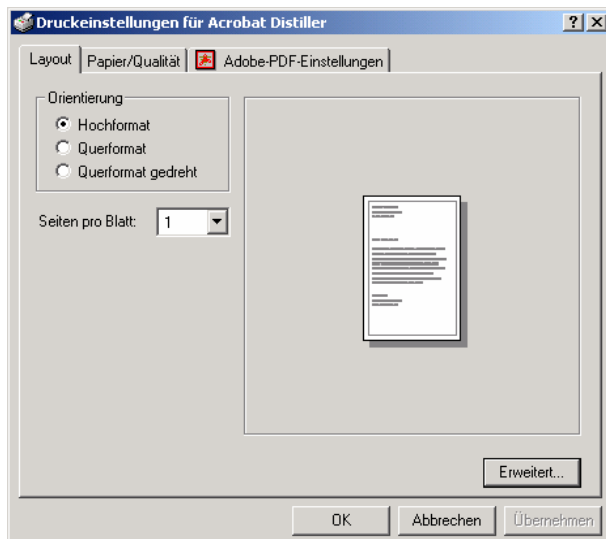 Druckeinstellungen für Acrobat Distiller
Layout Papier/Qualität Adobe-PDF-Einstellungen
Orientierung
Hochformat
Querformat
Querformat gedreht
Seiten pro Blatt: 1
Erweitert...
OK Abbrechen Übernehmen